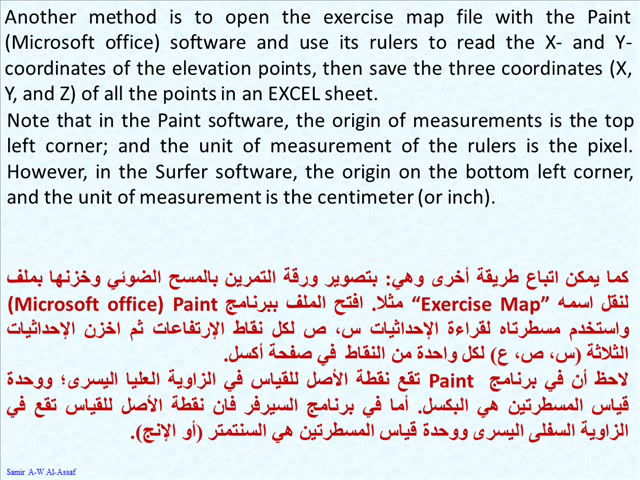 Another method is to open the exercise map file with the Paint
(Microsoft office) software and use its rulers to read the X- and Y-
coordinates of the elevation points, then save the three coordinates (X,
Y, and Z) of all the points in an EXCEL sheet.
Note that in the Paint software, the origin of measurements is the top
left corner; and the unit of measurement of the rulers is the pixel.
However, in the Surfer software, the origin on the bottom left corner,
and the unit of measurement is the centimeter (or inch).
كما يمكن اتباع طريقة أخرى وهي: بتصوير ورقة التمرين بالمسح الضوئي وخزنها بملف
لنقل اسمه "Exercise Map" مثلا. افتح الملف ببرنامج Microsoft office) Paint)
واستخدم مسطرتاه لقراءة الإحداثيات س، ص لكل نقاط الإرتفاعات ثم اخزن الإحداثيات
الثلاثة (س، ص، ع) لكل واحدة من النقاط في صفحة أكسل.
لاحظ أن في برنامج Paint تقع نقطة الأصل للقياس في الزاوية العليا اليسرى؛ ووحدة
قياس المسطرتين هي البكسل. أما في برنامج السيرفر فان نقطة الأصل للقياس تقع في
الزاوية السفلى اليسرى ووحدة قياس المسطرتين هي السنتمتر (أو الإنج).
Samir A-W Al-Assaf